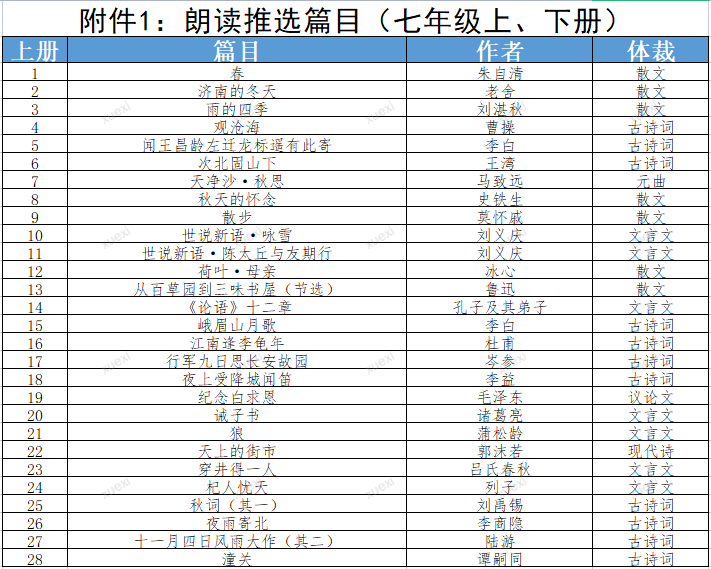 附件1：朗读推选篇目（七年级上、下册）
上册 篇目 作者 体裁
1 春 朱自清 散文
2 济南的冬天 老舍 散文
3 雨的四季 刘湛秋 散文
4 观沧海 曹操 古诗词
5 闻王昌龄左迁龙标遥有此寄 李白 古诗词
6 次北固山下 王湾 古诗词
7 天净沙·秋思 马致远 元曲
8 秋天的怀念 史铁生 散文
9 散步 莫怀戚 散文
10 世说新语·咏雪 刘义庆 文言文
11 世说新语·陈太丘与友期行 刘义庆 文言文
12 荷叶·母亲 冰心 散文
13 从百草园到三味书屋（节选） 鲁迅 散文
14 《论语》十二章 孔子及其弟子 文言文
15 峨眉山月歌 李白 古诗词
16 江南逢李龟年 杜甫 古诗词
17 行军九日思长安故园 岑参 古诗词
18 夜上受降城闻笛 李益 古诗词
19 纪念白求恩 毛泽东 议论文
20 诫子书 诸葛亮 文言文
21 狼 蒲松龄 文言文
22 天上的街市 郭沫若 现代诗
23 穿井得一人 吕氏春秋 文言文
24 杞人忧天 列子 文言文
25 秋词（其一） 刘禹锡 古诗词
26 夜雨寄北 李商隐 古诗词
27 十一月四日风雨大作（其二） 陆游 古诗词
28 潼关 谭嗣同 古诗词